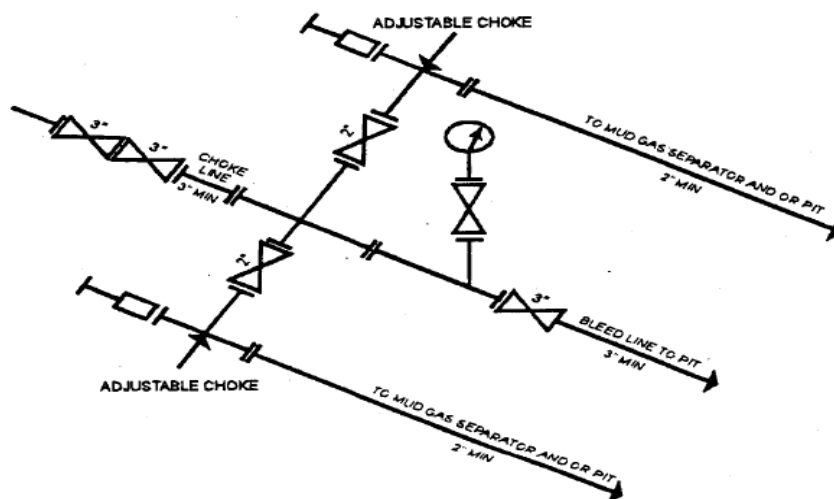 ADJUSTABLE CHOKE
3"
3"
2"
CHOKE
LINE
3" MIN
TO MUD GAS SEPARATOR AND OR PIT
2" MIN
2"
3"
BLEED LINE TO PIT
3" MIN
ADJUSTABLE CHOKE
TO MUD GAS SEPARATOR AND OR PIT
2" MIN